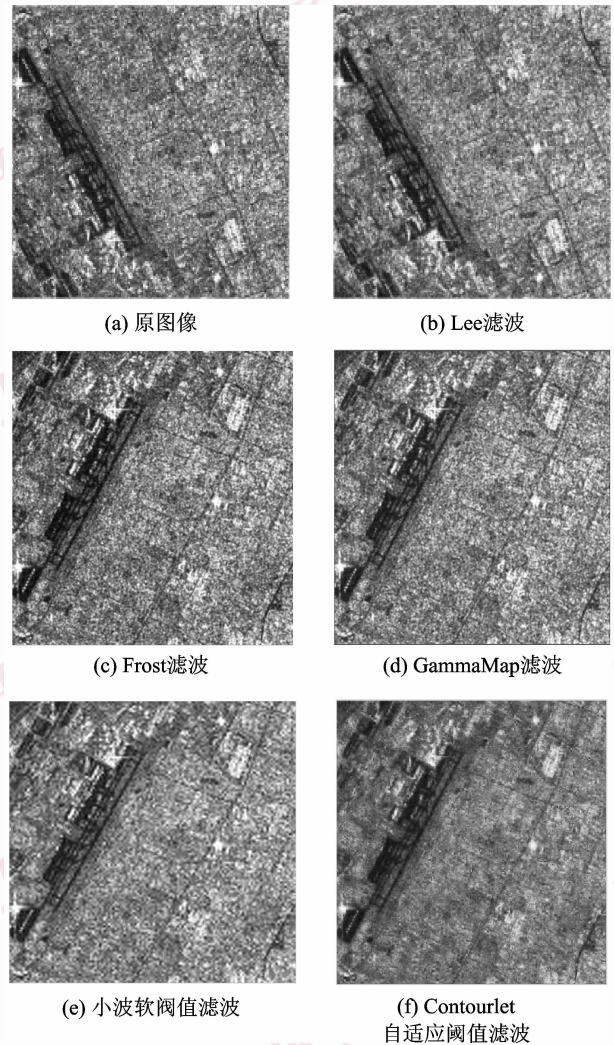 (a) 原图像
(b) Lee滤波
(c) Frost滤波
(d) GammaMap滤波
(e) 小波软阀值滤波
(f) Contourlet
自适应阈值滤波